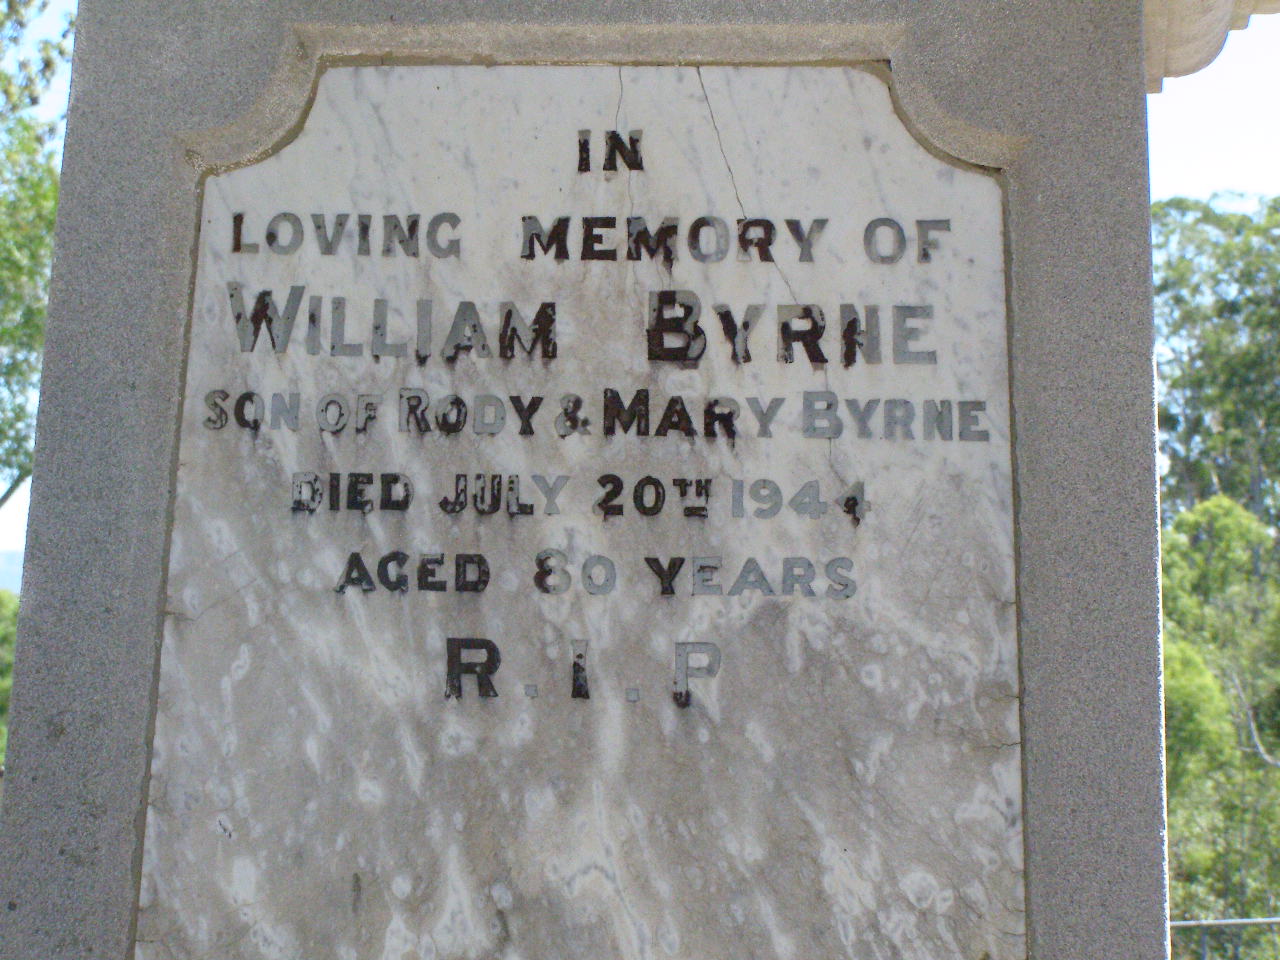 IN
LOVING MEMORY OF
WILLIAM BYRNE
SON OF RODY & MARY BYRNE
DIED JULY 20TH 1944
AGED 80 YEARS
R.I.P